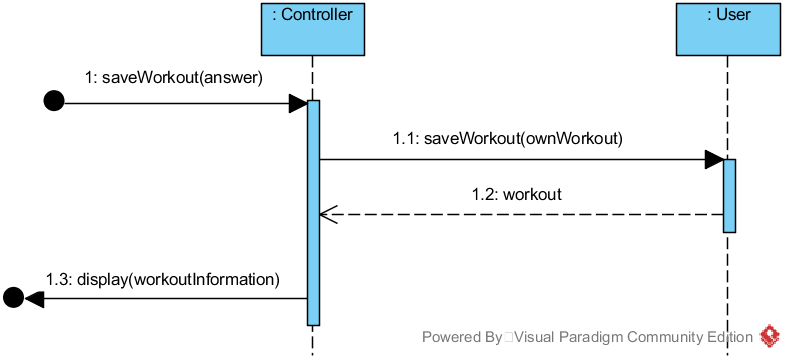 : Controller
: User
1: saveWorkout(answer)
1.1: saveWorkout(ownWorkout)
1.2: workout
1.3: display(workoutInformation)
Powered By Visual Paradigm Community Edition